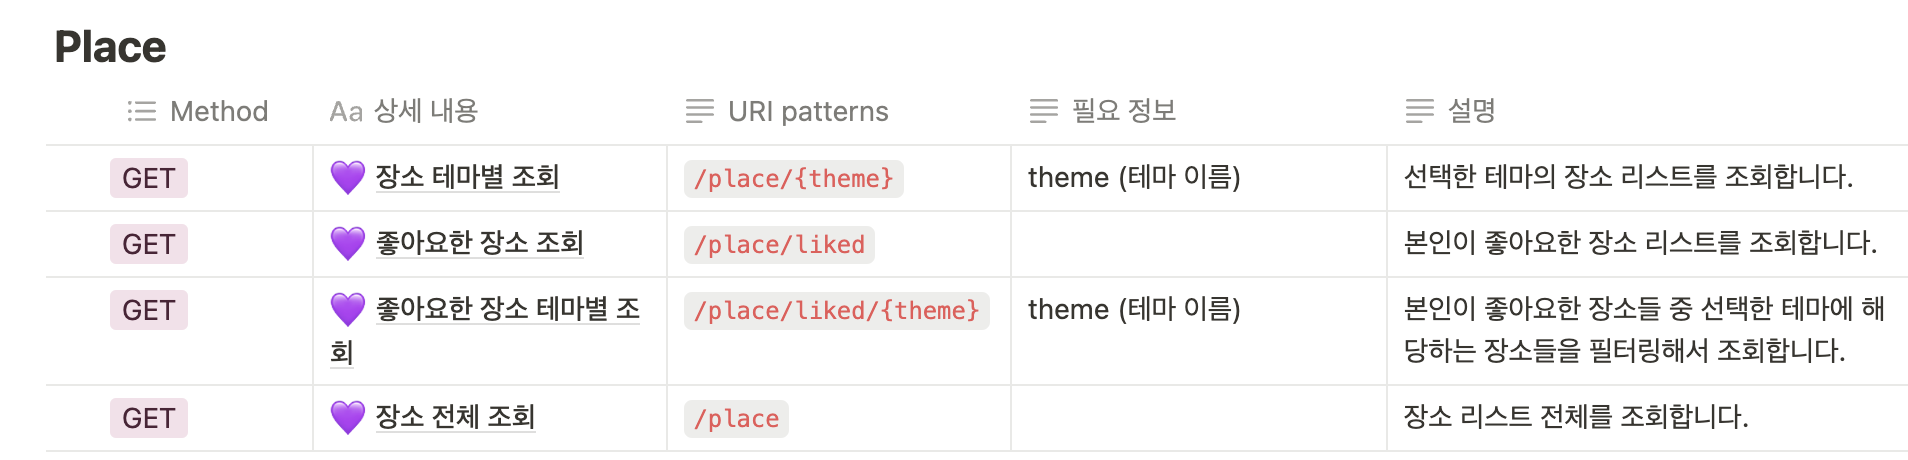 Place
Method Aa 상세 내용 URI patterns 필요 정보 설명
GET 💜 장소 테마별 조회 /place/{theme} theme (테마 이름) 선택한 테마의 장소 리스트를 조회합니다.
GET 💜 좋아요한 장소 조회 /place/liked 본인이 좋아요한 장소 리스트를 조회합니다.
GET 💜 좋아요한 장소 테마별 조 /place/liked/{theme} theme (테마 이름) 본인이 좋아요한 장소들 중 선택한 테마에 해
회 당하는 장소들을 필터링해서 조회합니다.
GET 💜 장소 전체 조회 /place 장소 리스트 전체를 조회합니다.